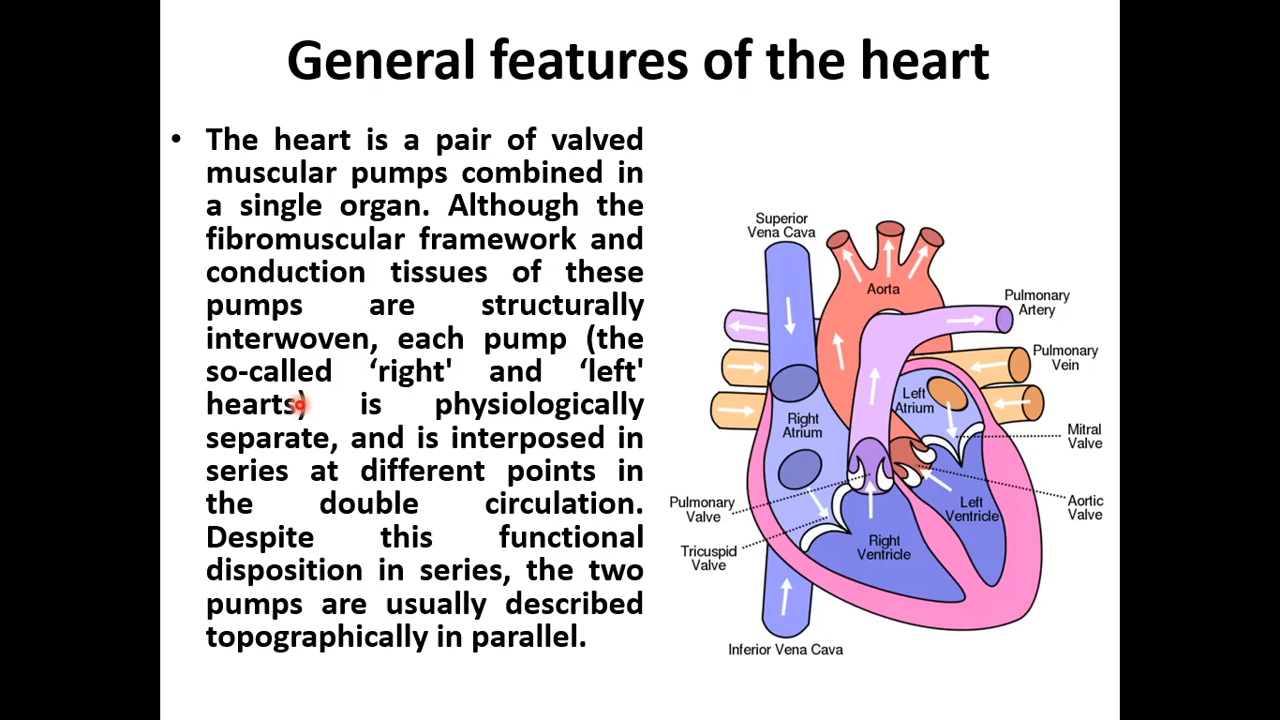 General features of the heart
• The heart is a pair of valved
muscular pumps combined in
a single organ. Although the
fibromuscular framework and
conduction tissues of these
pumps are structurally
interwoven, each pump (the
so-called ‘right' and ‘left'
hearts) is physiologically
separate, and is interposed in
series at different points in
the double circulation.
Despite this functional
disposition in series, the two
pumps are usually described
topographically in parallel.
Superior
Vena Cava
Aorta
Pulmonary
Artery
Pulmonary
Vein
Left
Atrium
Right
Atrium
Mitral
Valve
Pulmonary
Valve
Aortic
Valve
Left
Ventricle
Tricuspid
Valve
Right
Ventricle
Inferior Vena Cava